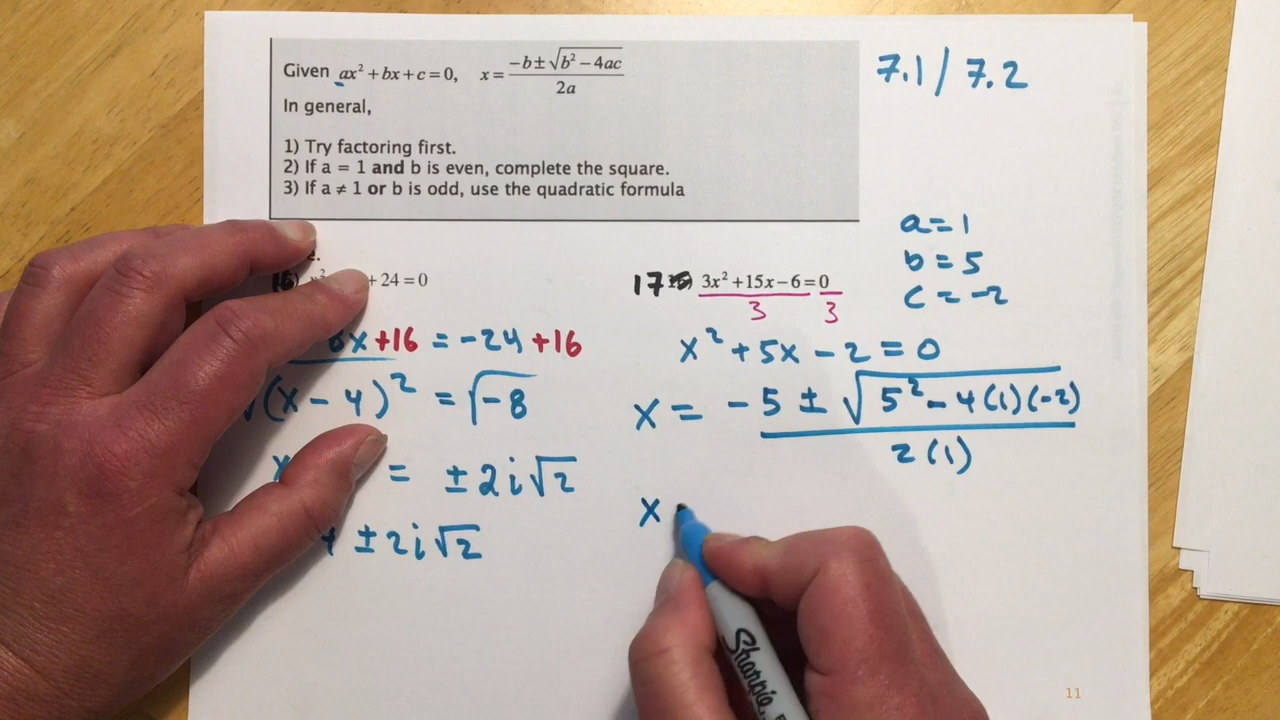 Given ax² + bx + c = 0, x = (-b ± √(b² − 4ac)) / 2a
7.1 / 7.2
In general,
1) Try factoring first.
2) If a = 1 and b is even, complete the square.
3) If a ≠ 1 or b is odd, use the quadratic formula
a = 1
b = 5
c = -2
e.
16) + 24 = 0
x +16 = -24 +16
(x - 4)² = √-8
= ±2i√2
±2i√2
17 3x² + 15x − 6 = 0
3 3
x² + 5x - 2 = 0
x = -5 ± √5² - 4(1)(-2)
2(1)
x
Sharpie
11